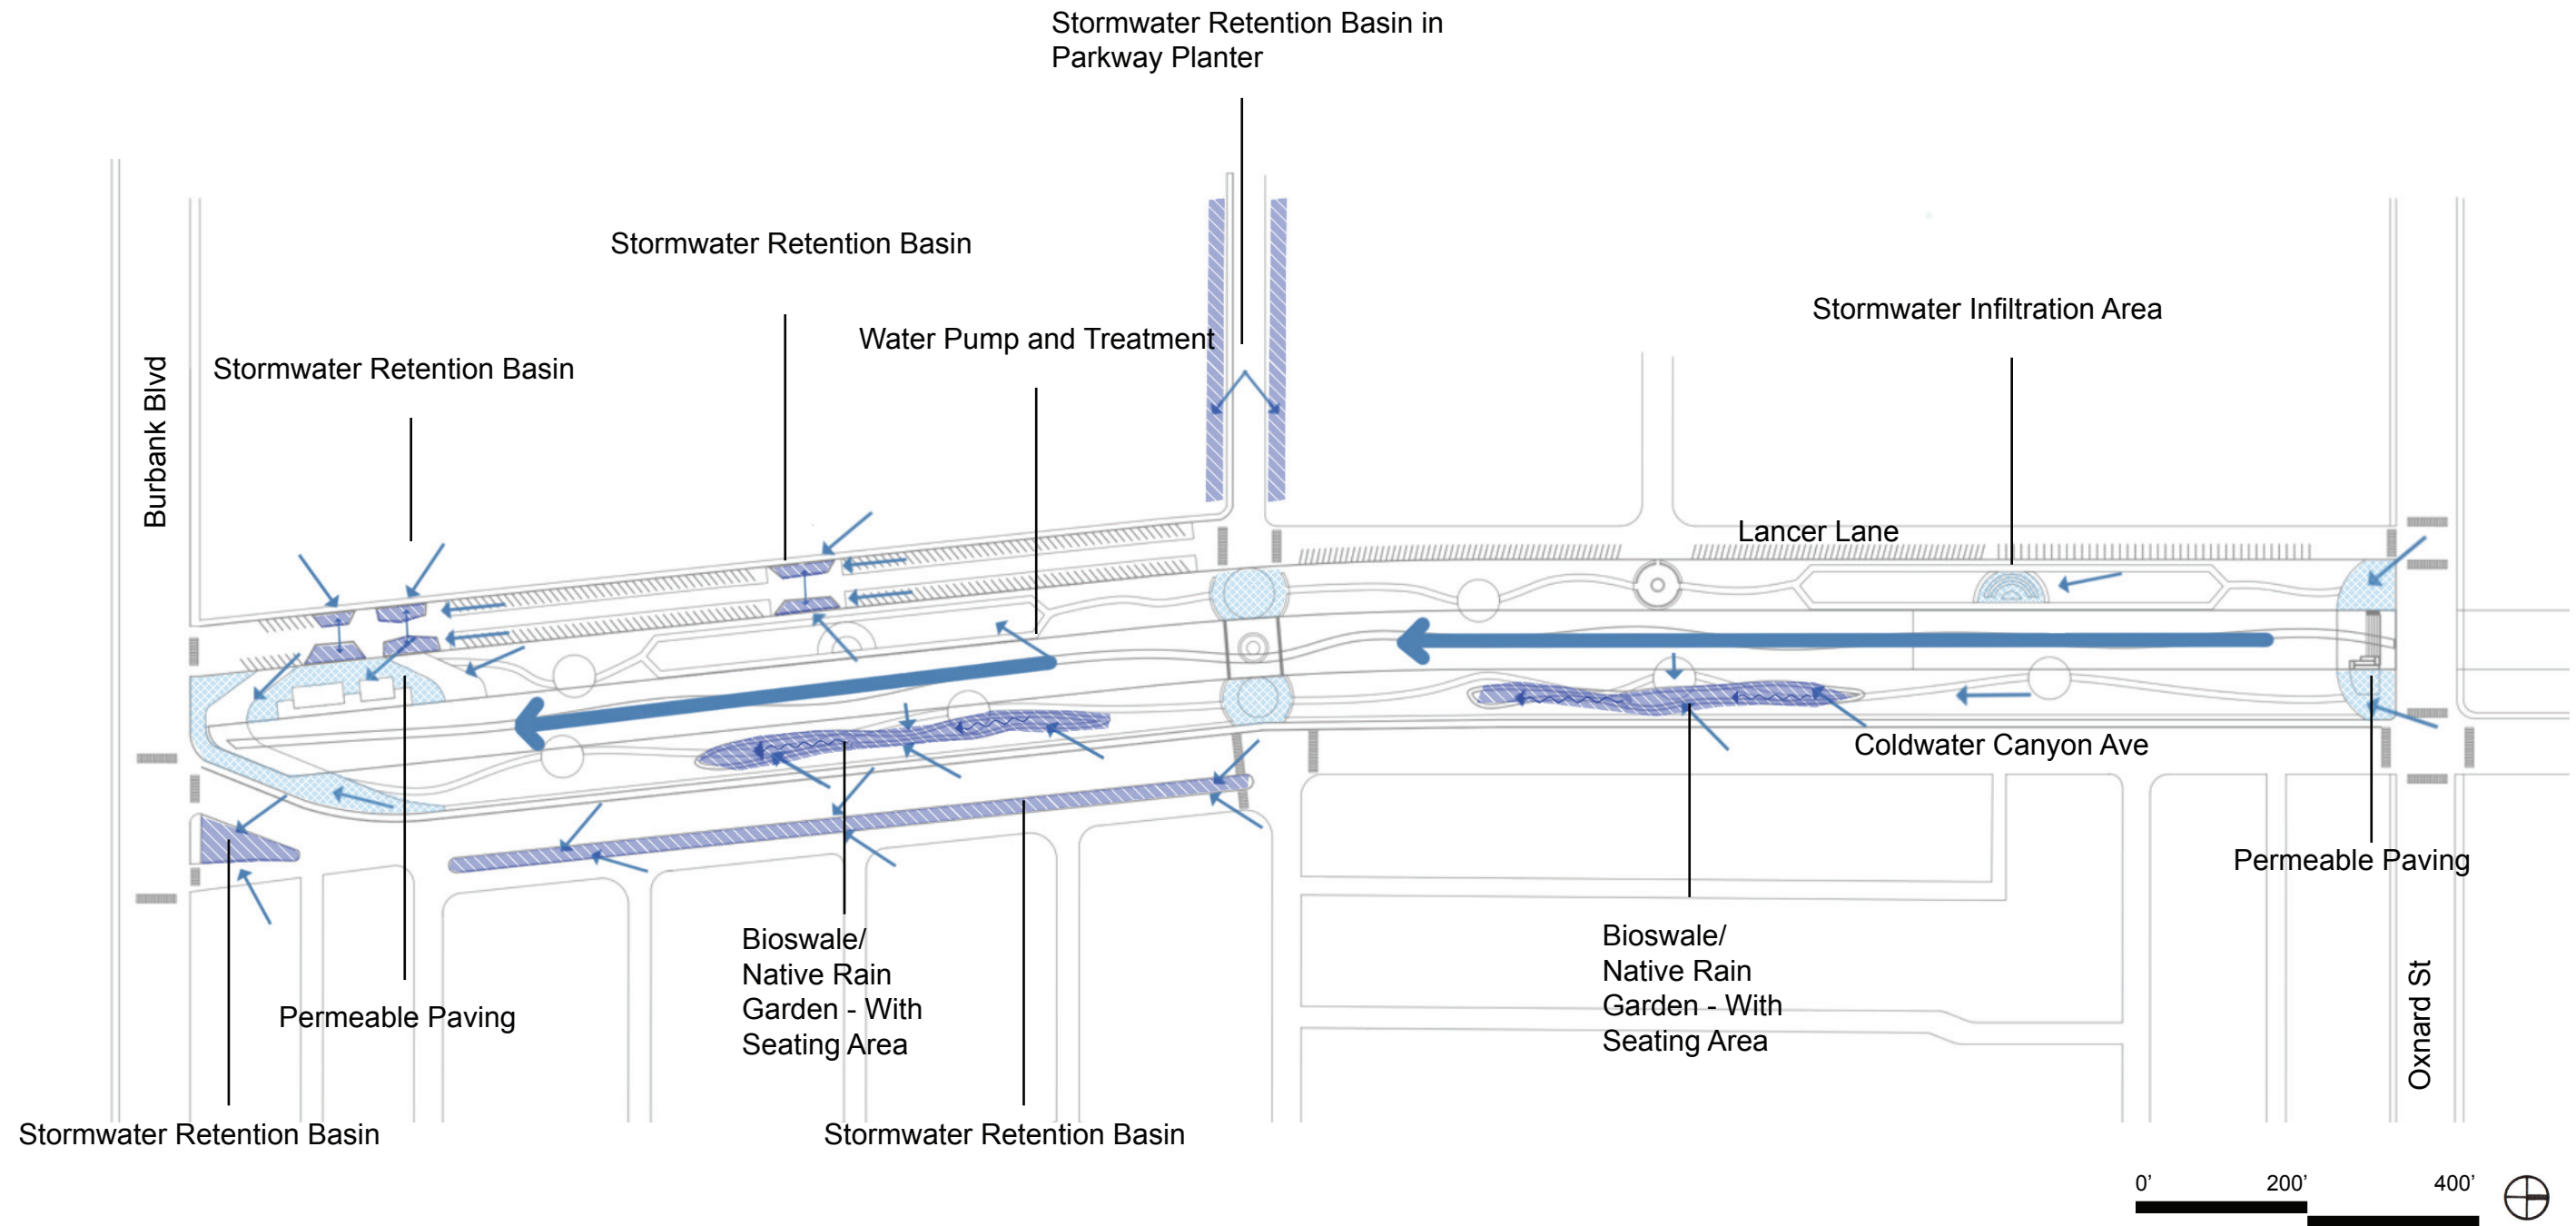 Stormwater Retention Basin in
Parkway Planter
Stormwater Retention Basin
Stormwater Infiltration Area
Water Pump and Treatment
Stormwater Retention Basin
Burbank Blvd
Lancer Lane
Coldwater Canyon Ave
Permeable Paving
Bioswale/
Native Rain
Garden - With
Seating Area
Bioswale/
Native Rain
Garden - With
Seating Area
Permeable Paving
Oxnard St
Stormwater Retention Basin
Stormwater Retention Basin
0’ 200’ 400’